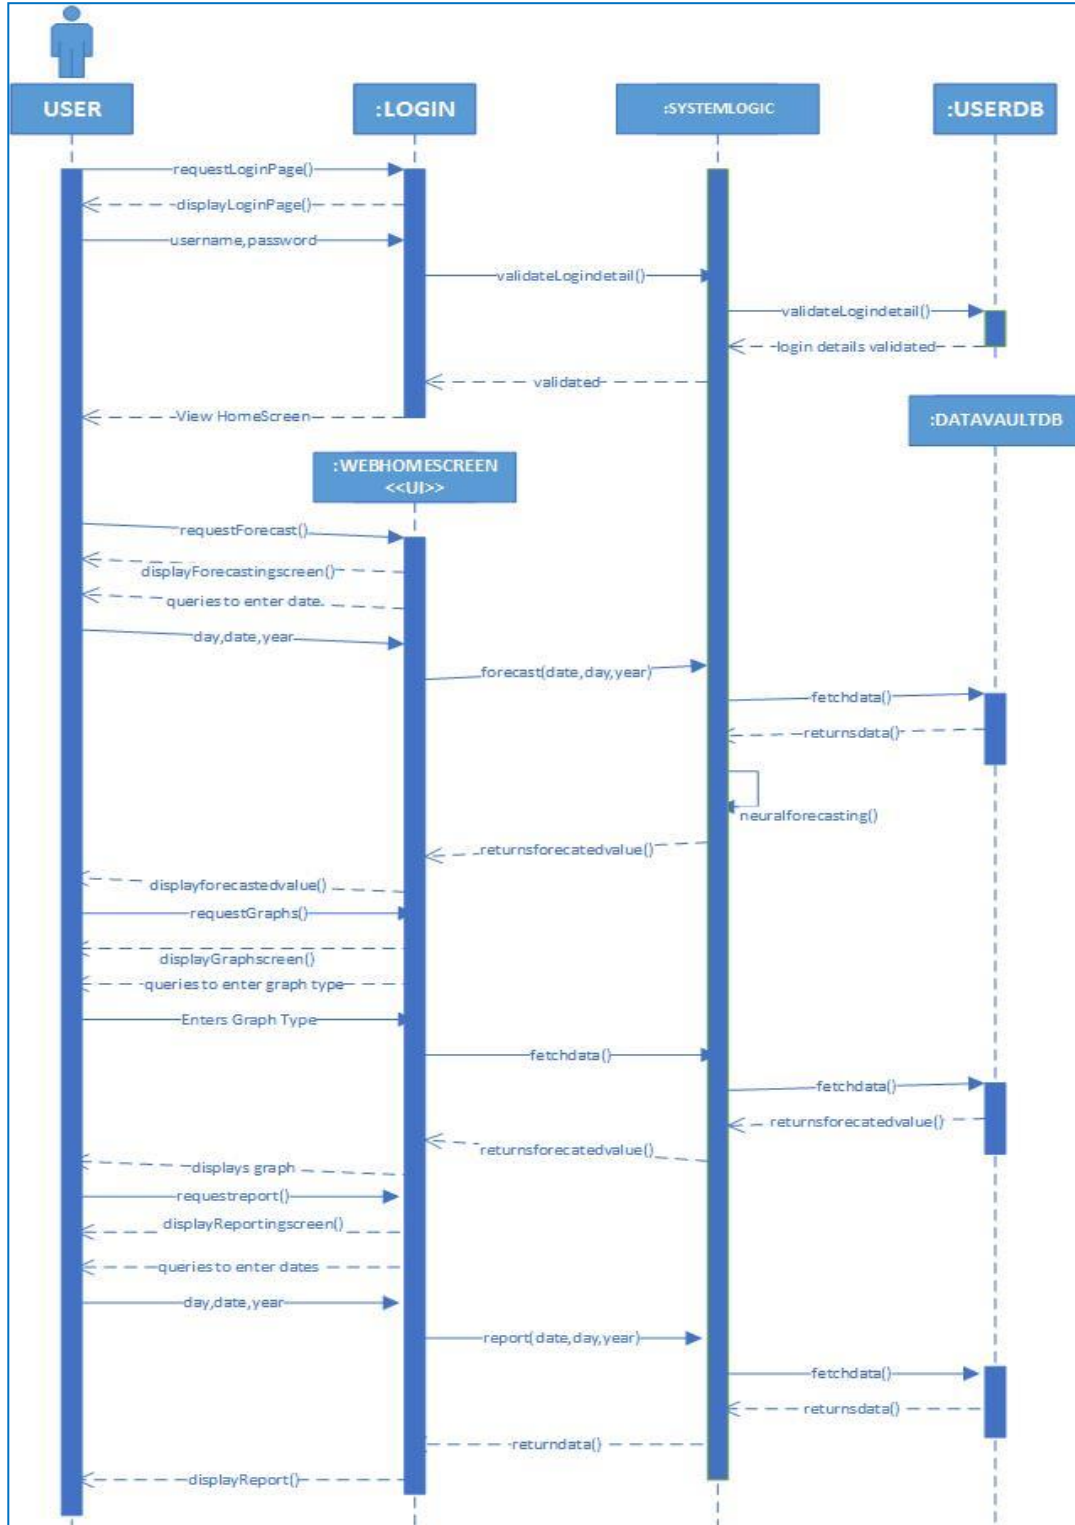 USER
:LOGIN
:SYSTEMLOGIC
:USERDB
requestLoginPage()
displayLoginPage()
username,password
validateLogindetail()
validateLogindetail()
login details validated
validated
View HomeScreen
:DATAVAULTDB
:WEBHOMESCREEN
<<UI>>
requestForecast()
displayForecastingscreen()
queries to enter date.
day,date,year
forecast(date,day,year)
fetchdata()
returnsdata()
neuralforecasting()
returnsforecatedvalue()
displayforecastedvalue()
requestGraphs()
displayGraphscreen()
queries to enter graph type
Enters Graph Type
fetchdata()
fetchdata()
returnsforecatedvalue()
returnsforecatedvalue()
displays graph
requestreport()
displayReportingscreen()
queries to enter dates
day,date,year
report(date,day,year)
fetchdata()
returnsdata()
returndata()
displayReport()